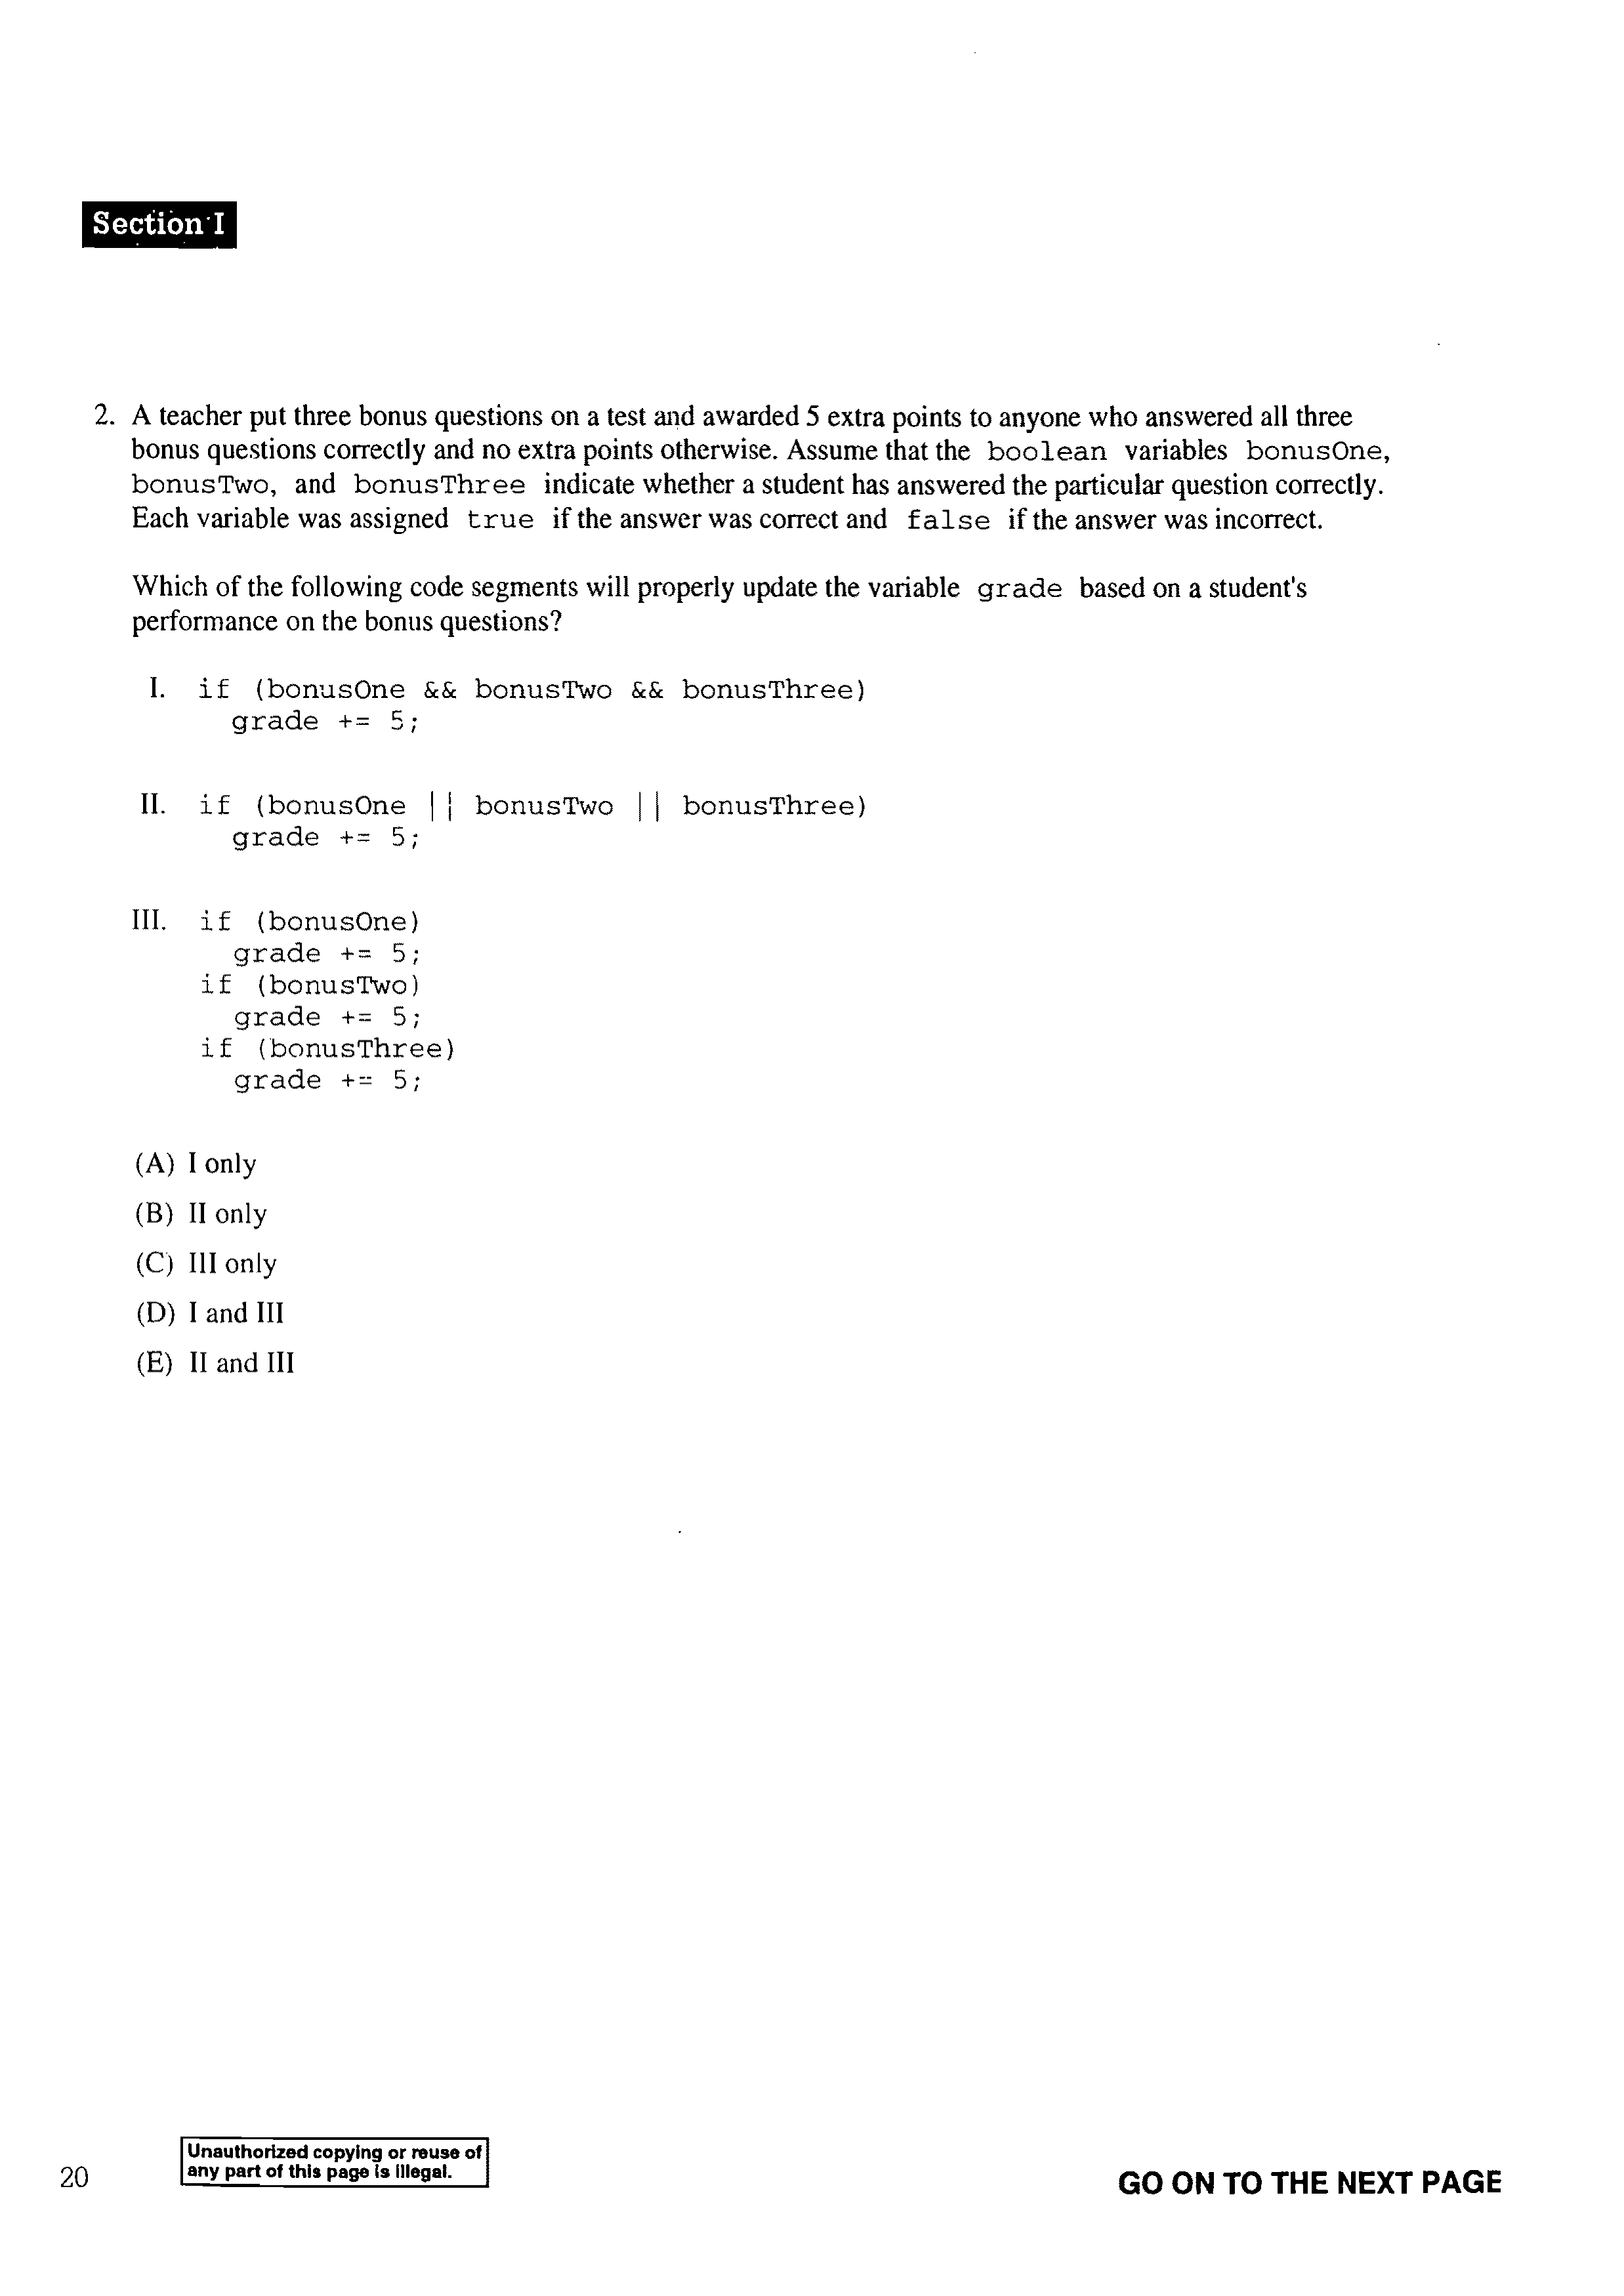 Section I
2. A teacher put three bonus questions on a test and awarded 5 extra points to anyone who answered all three
bonus questions correctly and no extra points otherwise. Assume that the boolean variables bonusOne,
bonusTwo, and bonusThree indicate whether a student has answered the particular question correctly.
Each variable was assigned true if the answer was correct and false if the answer was incorrect.
Which of the following code segments will properly update the variable grade based on a student's
performance on the bonus questions?
I. if (bonusOne && bonusTwo && bonusThree)
grade += 5;
II. if (bonusOne || bonusTwo || bonusThree)
grade += 5;
III. if (bonusOne)
grade += 5;
if (bonusTwo)
grade += 5;
if (bonusThree)
grade += 5;
(A) I only
(B) II only
(C) III only
(D) I and III
(E) II and III
Unauthorized copying or reuse of
any part of this page is illegal.
20
GO ON TO THE NEXT PAGE